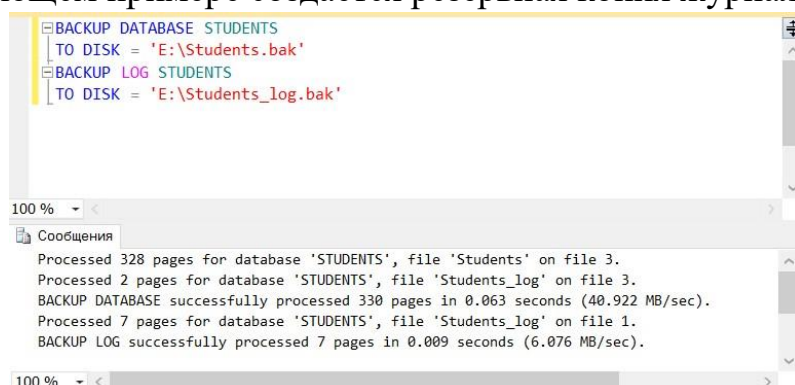 примере создается резервная копия
BACKUP DATABASE STUDENTS
TO DISK = 'E:\Students.bak'
BACKUP LOG STUDENTS
TO DISK = 'E:\Students_log.bak'
100 %
Сообщения
Processed 328 pages for database 'STUDENTS', file 'Students' on file 3.
Processed 2 pages for database 'STUDENTS', file 'Students_log' on file 3.
BACKUP DATABASE successfully processed 330 pages in 0.063 seconds (40.922 MB/sec).
Processed 7 pages for database 'STUDENTS', file 'Students_log' on file 1.
BACKUP LOG successfully processed 7 pages in 0.009 seconds (6.076 MB/sec).
100 %